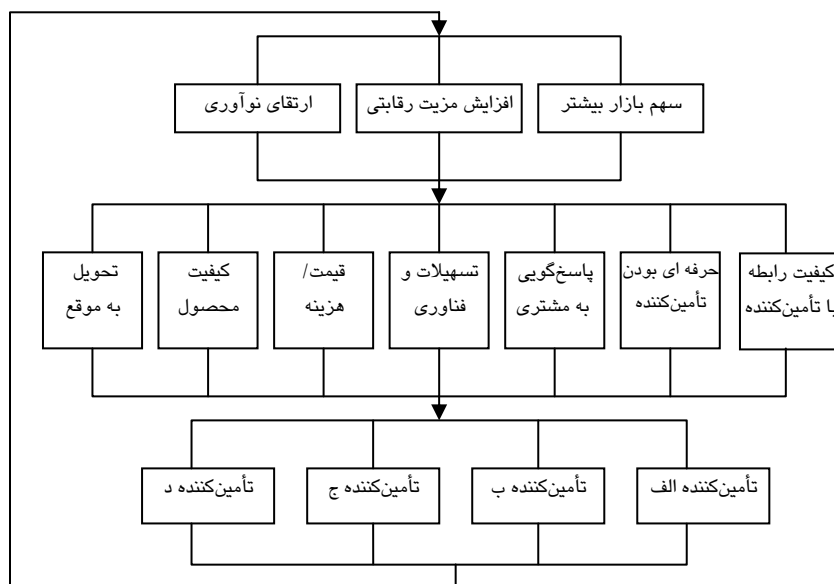 سهم بازار بیشتر
افزایش مزیت رقابتی
ارتقای نوآوری
کیفیت رابطه
با تأمین‌کننده
حرفه ای بودن
تأمین‌کننده
پاسخ‌گویی
به مشتری
تسهیلات و
فناوری
قیمت/
هزینه
کیفیت
محصول
تحویل
به موقع
تأمین‌کننده الف
تأمین‌کننده ب
تأمین‌کننده ج
تأمین‌کننده د